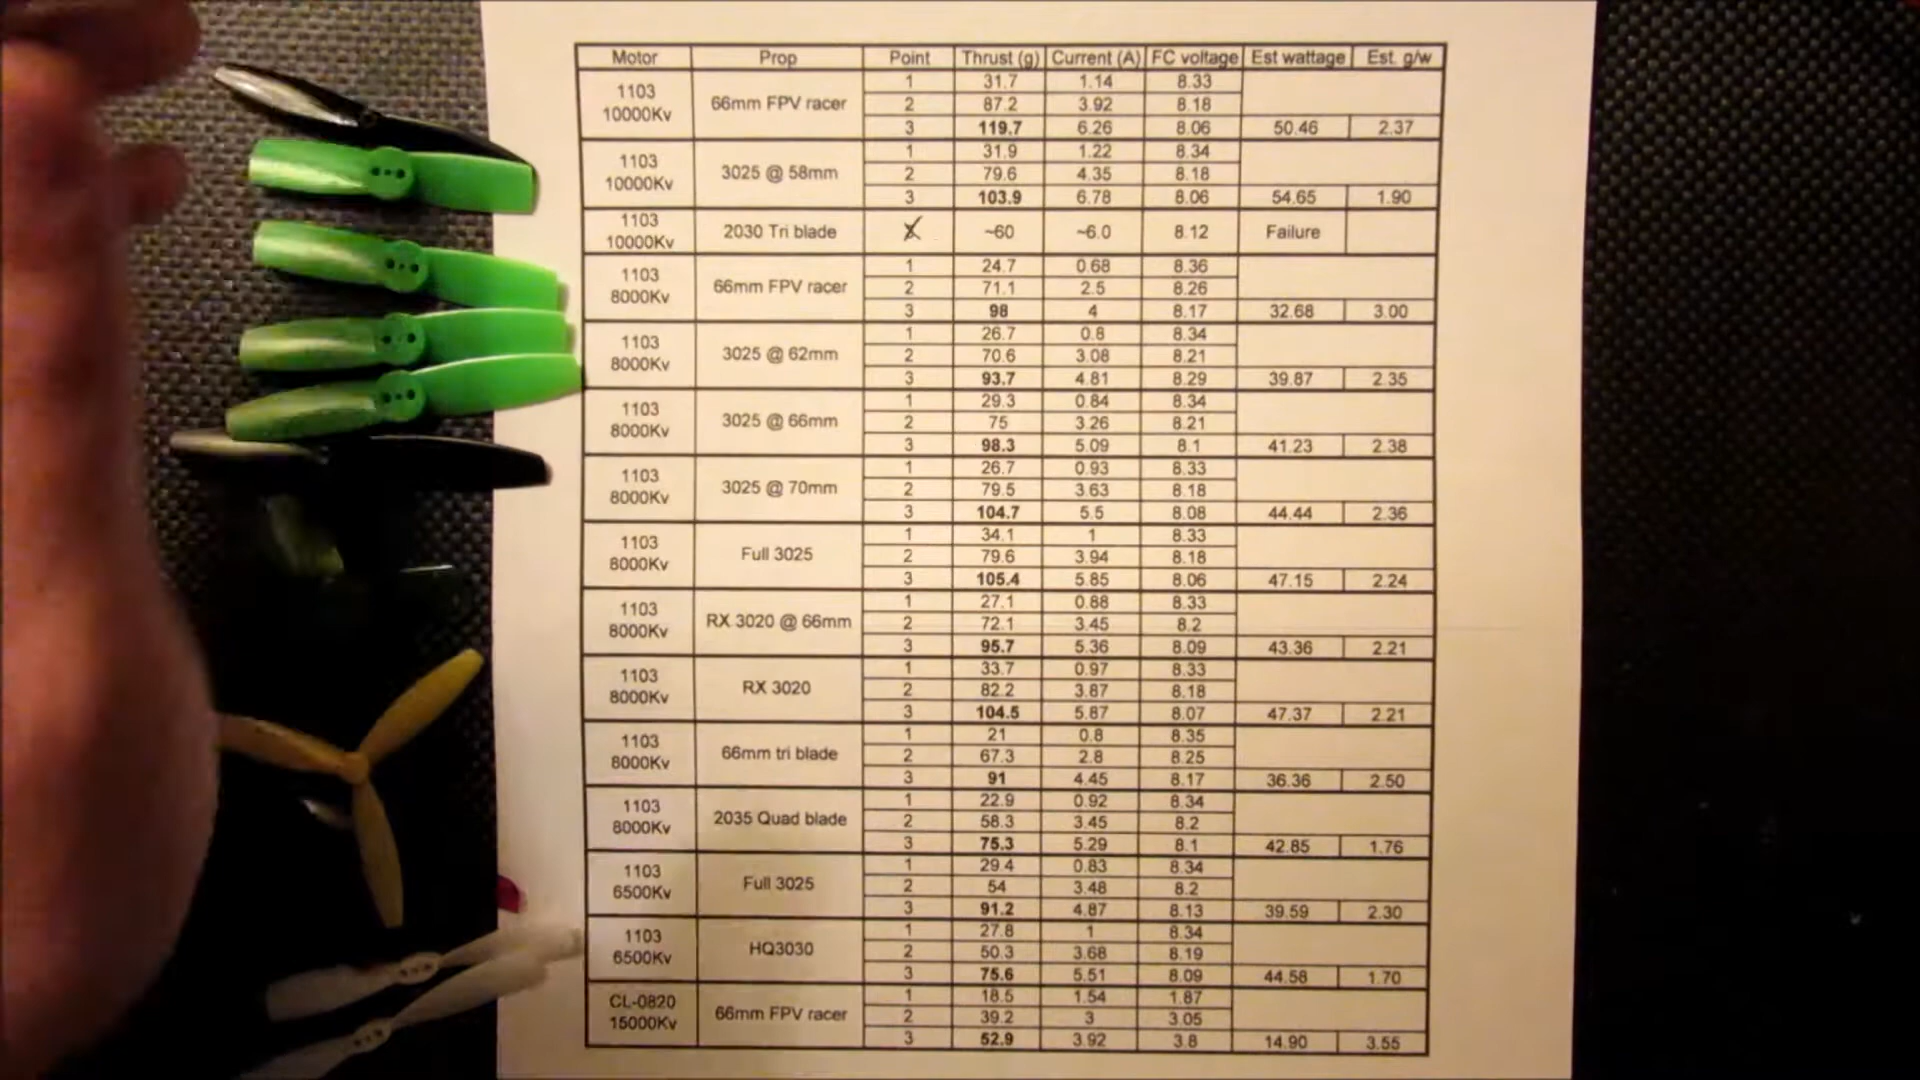 Motor Prop Point Thrust (g) Current (A) FC voltage Est wattage Est. g/w
1103 10000Kv 66mm FPV racer 1 31.7 1.14 8.33
2 87.2 3.92 8.18
3 119.7 6.26 8.06 50.46 2.37
1103 10000Kv 3025 @ 58mm 1 31.9 1.22 8.34
2 79.6 4.35 8.18
3 103.9 6.78 8.06 54.65 1.90
1103 10000Kv 2030 Tri blade X ~60 ~6.0 8.12 Failure
1103 8000Kv 66mm FPV racer 1 24.7 0.68 8.36
2 71.1 2.5 8.26
3 98 4 8.17 32.68 3.00
1103 8000Kv 3025 @ 62mm 1 26.7 0.8 8.34
2 70.6 3.08 8.21
3 93.7 4.81 8.29 39.87 2.35
1103 8000Kv 3025 @ 66mm 1 29.3 0.84 8.34
2 75 3.26 8.21
3 98.3 5.09 8.1 41.23 2.38
1103 8000Kv 3025 @ 70mm 1 26.7 0.93 8.33
2 79.5 3.63 8.18
3 104.7 5.5 8.08 44.44 2.36
1103 8000Kv Full 3025 1 34.1 1 8.33
2 79.6 3.94 8.18
3 105.4 5.85 8.06 47.15 2.24
1103 8000Kv RX 3020 @ 66mm 1 27.1 0.88 8.33
2 72.1 3.45 8.2
3 95.7 5.36 8.09 43.36 2.21
1103 8000Kv RX 3020 1 33.7 0.97 8.33
2 82.2 3.87 8.18
3 104.5 5.87 8.07 47.37 2.21
1103 8000Kv 66mm tri blade 1 21 0.8 8.35
2 67.3 2.8 8.25
3 91 4.45 8.17 36.36 2.50
1103 8000Kv 2035 Quad blade 1 22.9 0.92 8.34
2 58.3 3.45 8.2
3 75.3 5.29 8.1 42.85 1.76
1103 6500Kv Full 3025 1 29.4 0.83 8.34
2 54 3.48 8.2
3 91.2 4.87 8.13 39.59 2.30
1103 6500Kv HQ3030 1 27.8 1 8.34
2 50.3 3.68 8.19
3 75.6 5.51 8.09 44.58 1.70
CL-0820 15000Kv 66mm FPV racer 1 18.5 1.54 1.87
2 39.2 3 3.05
3 52.9 3.92 3.8 14.90 3.55